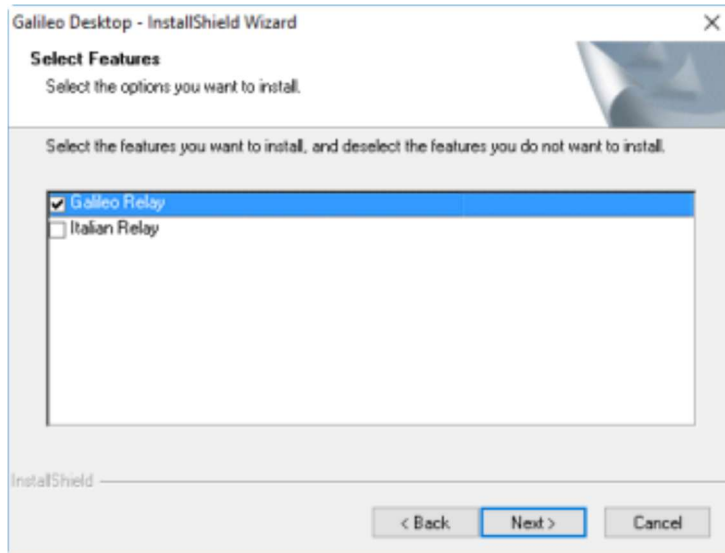 Galileo Desktop - InstallShield Wizard
Select Features
Select the options you want to install.
Select the features you want to install, and deselect the features you do not want to install.
Galileo Relay
Italian Relay
InstallShield
< Back Next > Cancel